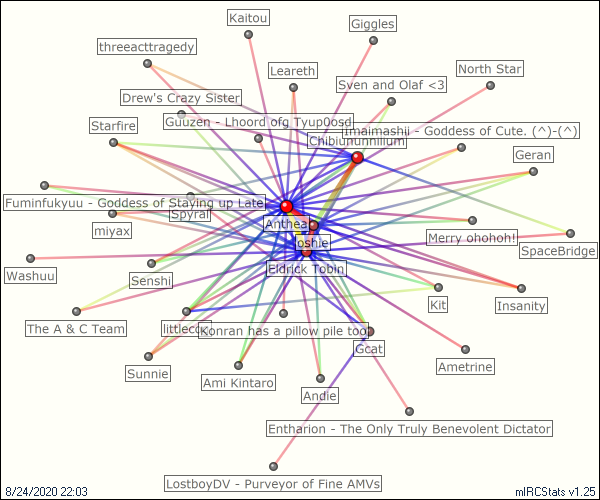 Kaitou
Giggles
threeacttragedy
Leareth
North Star
Sven and Olaf <3
Drew's Crazy Sister
Guuzen - Lhoord ofg Tyup0osd
Starfire
Imaimashii - Goddess of Cute. (^)-(^)
Geran
Fuminfukyuu - Goddess of Staying up Late
Spyral
Anthea
miyax
Merry ohohoh!
SpaceBridge
Eldrick Tobin
Washuu
Senshi
Kit
Insanity
The A & C Team
Konran has a pillow pile too
Gcat
Sunnie
Ami Kintaro
Andie
Ametrine
Entharion - The Only Truly Benevolent Dictator
LostboyDV - Purveyor of Fine AMVs
8/24/2020 22:03
mIRCStats v1.25